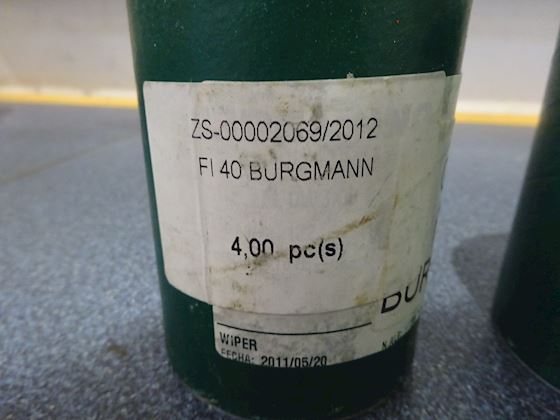 ZS-00002069/2012
FI 40 BURGMANN
4,00 pc(s)
BUR
WIPER
FECHA: 2011/05/20